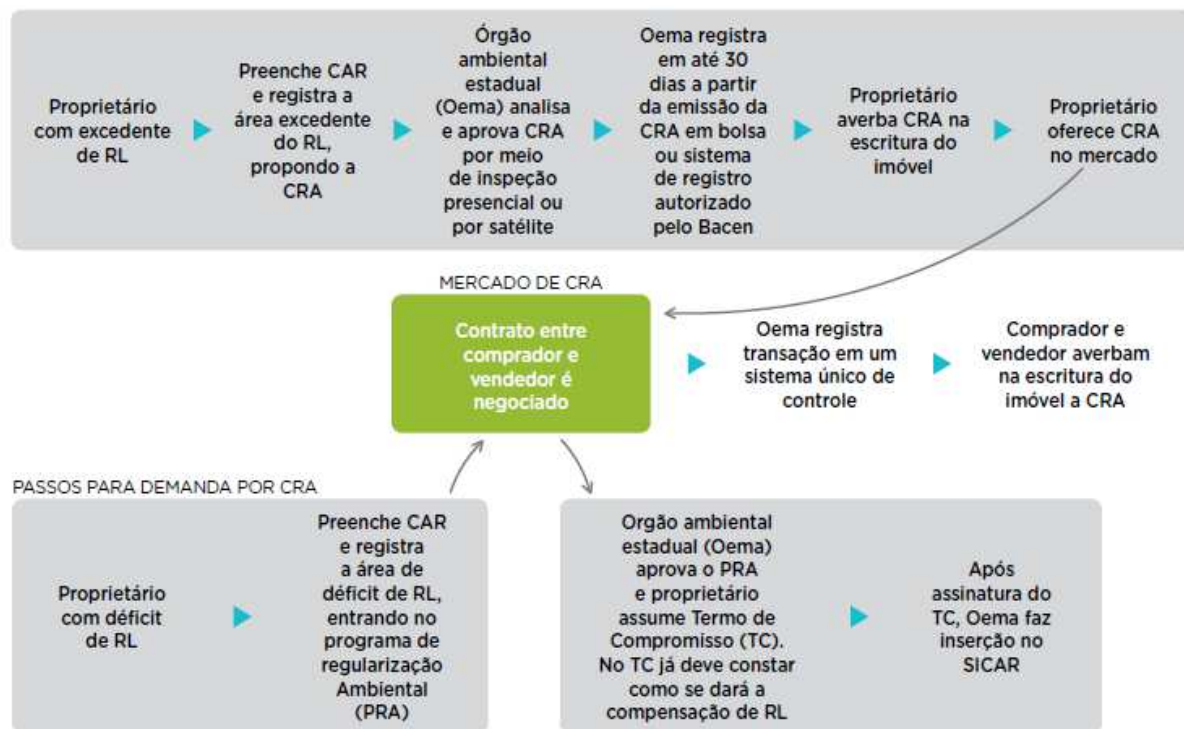 Proprietário
com excedente
de RL
Preenche CAR
e registra a
área excedente
do RL,
propondo a
CRA
Órgão
ambiental
estadual
(Oema) analisa
e aprova CRA
por meio
de inspeção
presencial ou
por satélite
Oema registra
em até 30
dias a partir
da emissão da
CRA em bolsa
ou sistema
de registro
autorizado
pelo Bacen
Proprietário
averba CRA na
escritura do
imóvel
Proprietário
oferece CRA
no mercado
MERCADO DE CRA
Contrato entre
comprador e
vendedor é
negociado
Oema registra
transação em um
sistema único de
controle
Comprador e
vendedor averbam
na escritura do
imóvel a CRA
PASSOS PARA DEMANDA POR CRA
Proprietário
com déficit
de RL
Preenche CAR
e registra
a área de
déficit de RL,
entrando no
programa de
regularização
Ambiental
(PRA)
Orgão ambiental
estadual (Oema)
aprova o PRA
e proprietário
assume Termo de
Compromisso (TC).
No TC já deve constar
como se dará a
compensação de RL
Após
assinatura do
TC, Oema faz
inserção no
SICAR